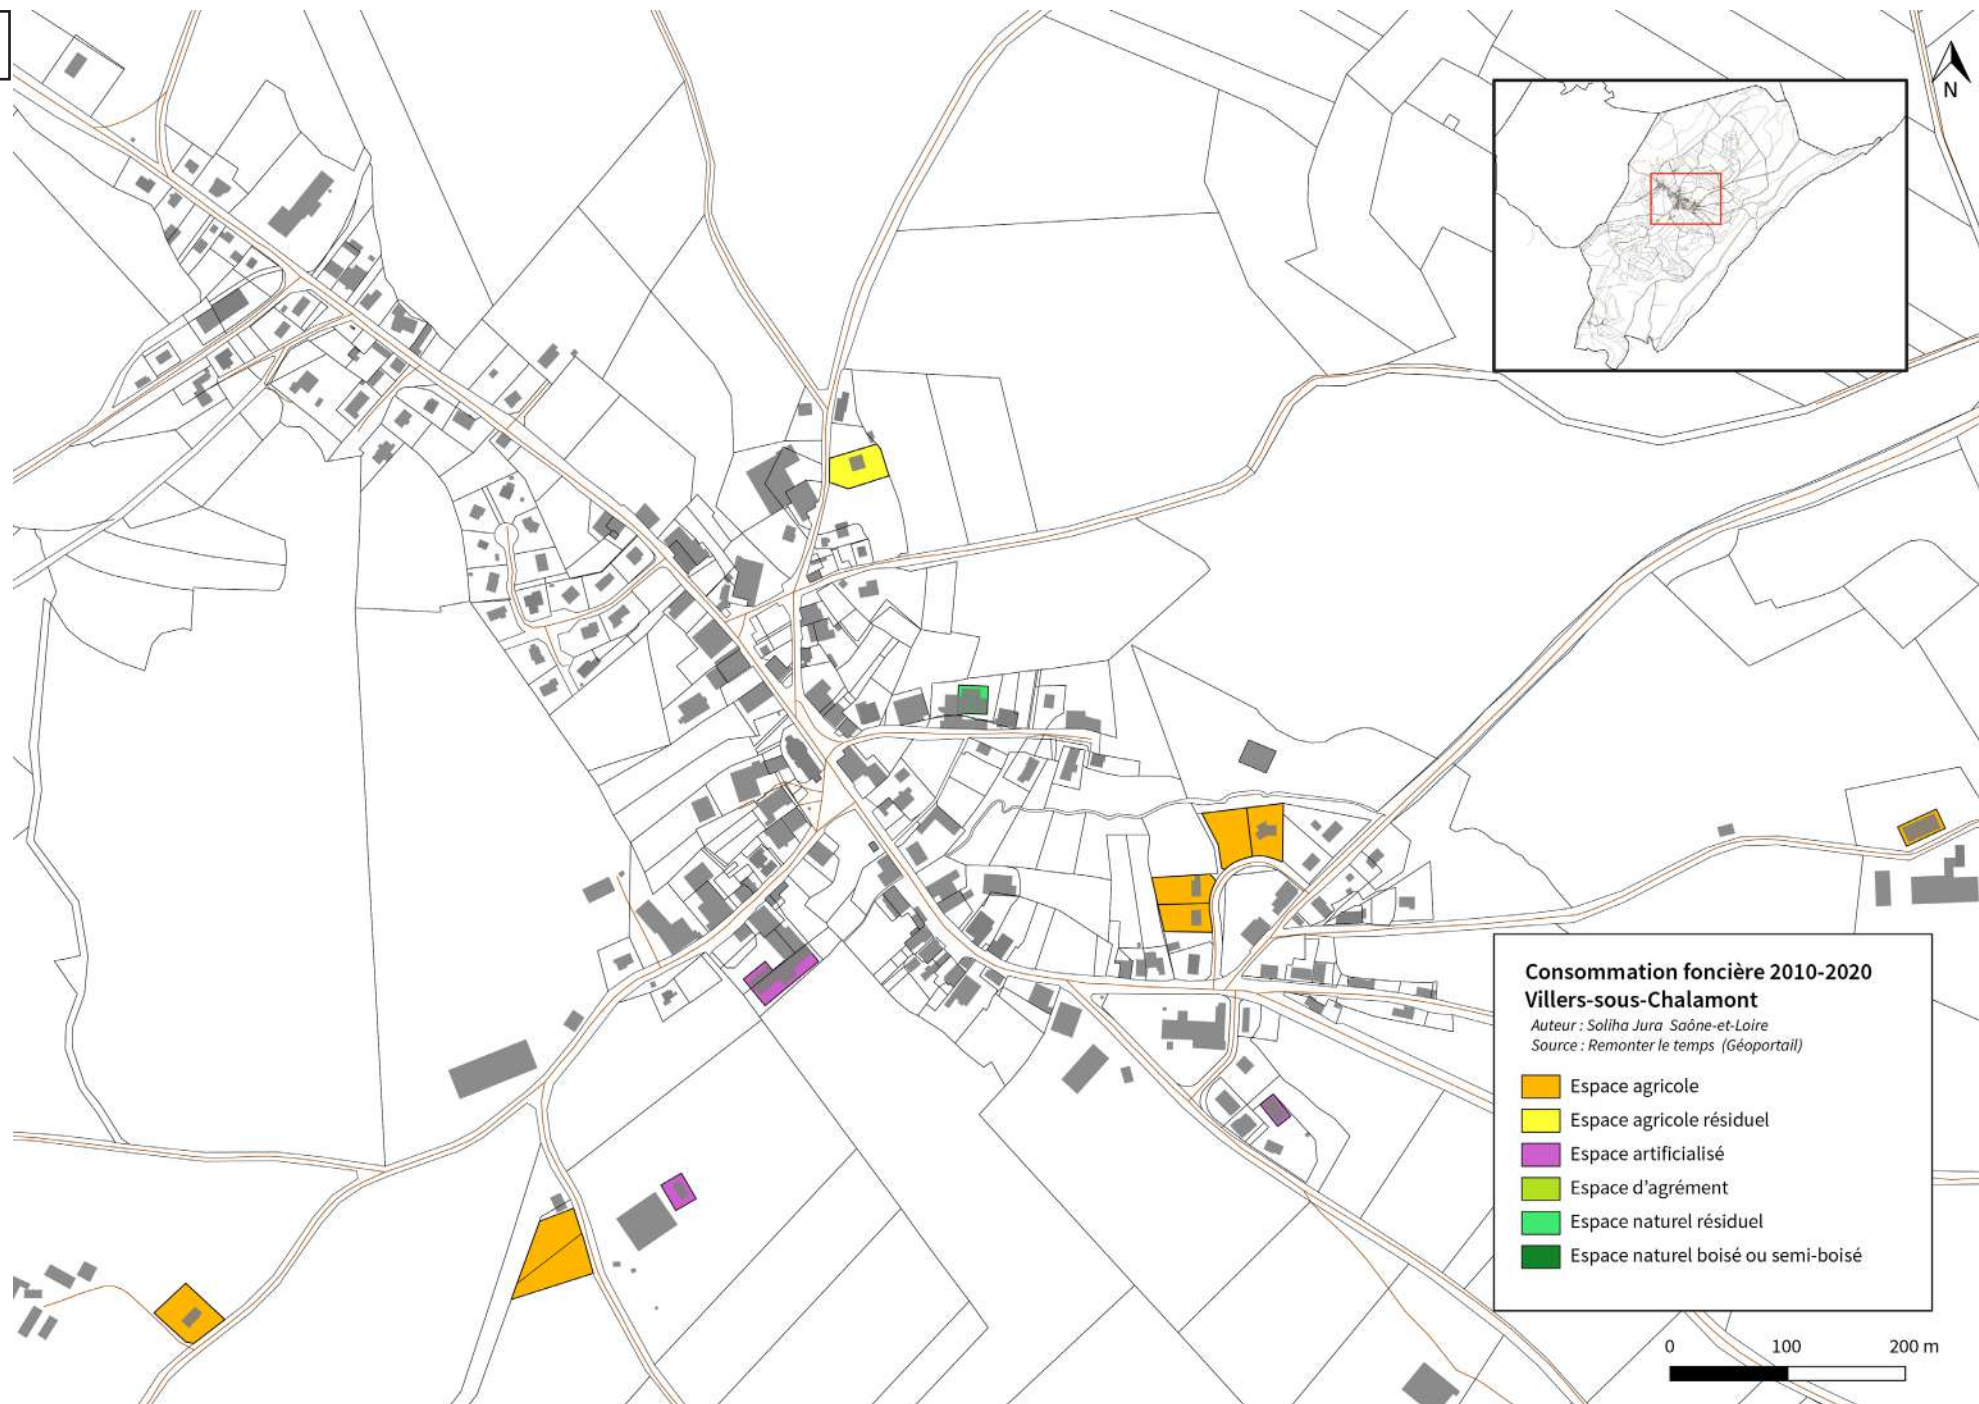 N
Consommation foncière 2010-2020
Villers-sous-Chalamont
Auteur : Soliha Jura Saône-et-Loire
Source : Remonter le temps (Géoportail)
Espace agricole
Espace agricole résiduel
Espace artificialisé
Espace d'agrément
Espace naturel résiduel
Espace naturel boisé ou semi-boisé
0 100 200 m